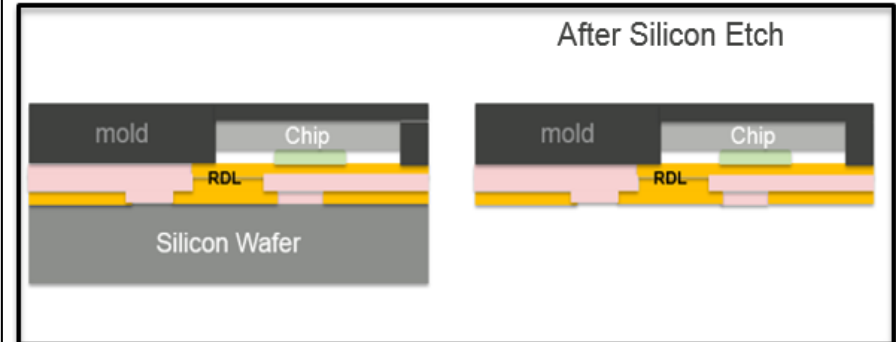 After Silicon Etch
mold
Chip
RDL
Silicon Wafer
mold
Chip
RDL